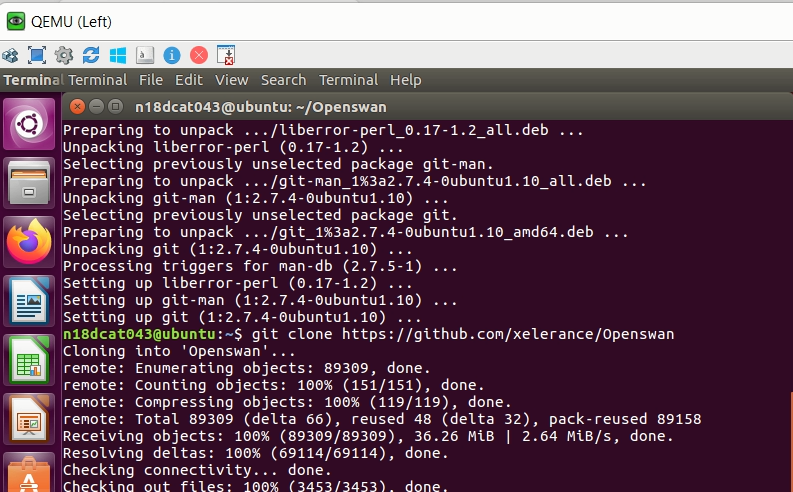 QEMU (Left)
Terminal Terminal File Edit View Search Terminal Help
n18dcat043@ubuntu: ~/Openswan
Preparing to unpack .../liberror-perl_0.17-1.2_all.deb ...
Unpacking liberror-perl (0.17-1.2) ...
Selecting previously unselected package git-man.
Preparing to unpack .../git-man_1%3a2.7.4-0ubuntu1.10_all.deb ...
Unpacking git-man (1:2.7.4-0ubuntu1.10) ...
Selecting previously unselected package git.
Preparing to unpack .../git_1%3a2.7.4-0ubuntu1.10_amd64.deb ...
Unpacking git (1:2.7.4-0ubuntu1.10) ...
Processing triggers for man-db (2.7.5-1) ...
Setting up liberror-perl (0.17-1.2) ...
Setting up git-man (1:2.7.4-0ubuntu1.10) ...
Setting up git (1:2.7.4-0ubuntu1.10) ...
n18dcat043@ubuntu:~$ git clone https://github.com/xelerance/Openswan
Cloning into 'Openswan'...
remote: Enumerating objects: 89309, done.
remote: Counting objects: 100% (151/151), done.
remote: Compressing objects: 100% (119/119), done.
remote: Total 89309 (delta 66), reused 48 (delta 32), pack-reused 89158
Receiving objects: 100% (89309/89309), 36.26 MiB | 2.64 MiB/s, done.
Resolving deltas: 100% (69114/69114), done.
Checking connectivity... done.
Checking out files: 100% (3453/3453), done.